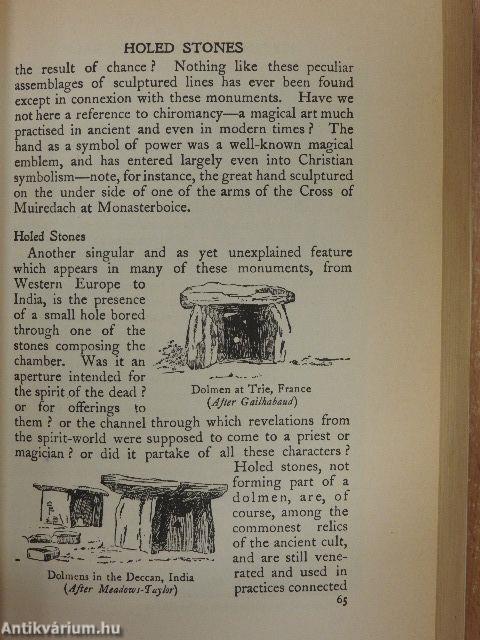 HOLED STONES
the result of chance? Nothing like these peculiar
assemblages of sculptured lines has ever been found
except in connexion with these monuments. Have we
not here a reference to chiromancy—a magical art much
practised in ancient and even in modern times? The
hand as a symbol of power was a well-known magical
emblem, and has entered largely even into Christian
symbolism—note, for instance, the great hand sculptured
on the under side of one of the arms of the Cross of
Muiredach at Monasterboice.
Holed Stones
Another singular and as yet unexplained feature
which appears in many of these monuments, from
Western Europe to
India, is the presence
of a small hole bored
through one of the
stones composing the
chamber. Was it an
aperture intended for
the spirit of the dead?
or for offerings to
Dolmen at Trie, France
(After Gailhabaud)
them? or the channel through which revelations from
the spirit-world were supposed to come to a priest or
magician? or did it partake of all these characters?
Holed stones, not
forming part of a
dolmen, are, of
course, among the
commonest relics
of the ancient cult,
and are still vene-
rated and used in
practices connected
Dolmens in the Deccan, India
(After Meadows-Taylor)
65
Antikvárium.hu